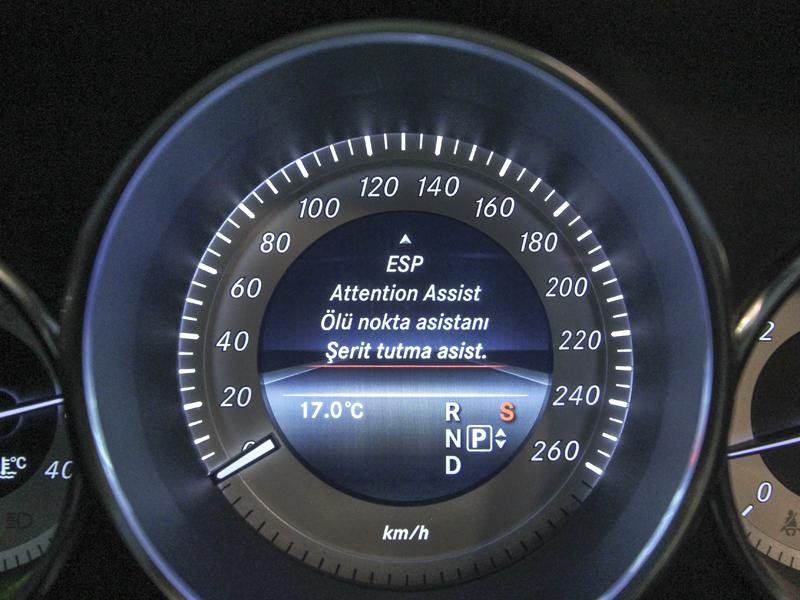 120 140
100 160
80 180
ESP
60 Attention Assist 200
Ölü nokta asistanı
40 Şerit tutma asist. 220
20 240
17.0°C R S
N P
D
260
km/h
°C 40
2
0